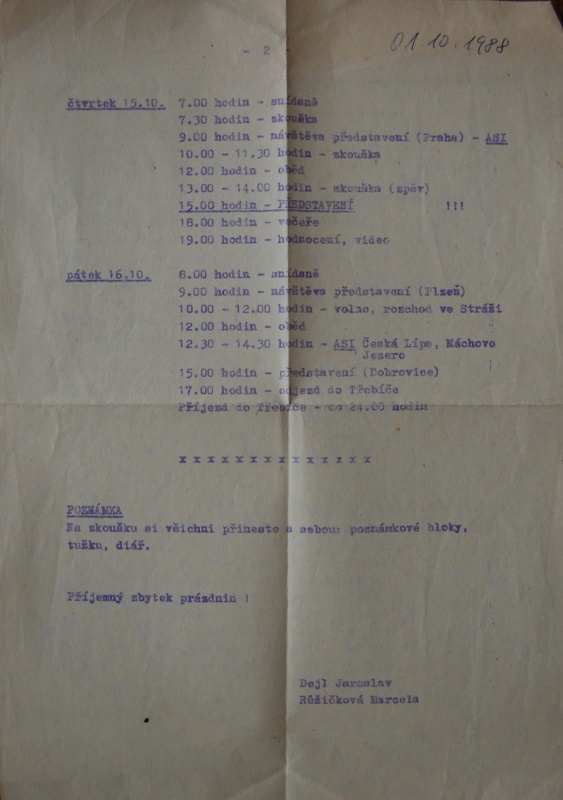 - 2 -
01.10.1988
čtvrtek 15.10. 7.00 hodin - snídaně
7.30 hodin - zkouška
9.00 hodin - návštěva představení (Praha) - ASI
10.00 - 11.30 hodin - zkouška
12.00 hodin - oběd
13.00 - 14.00 hodin - zkouška (zpěv)
15.00 hodin - PŘEDSTAVENÍ !!!
18.00 hodin - večeře
19.00 hodin - hodnocení, video
pátek 16.10. 8.00 hodin - snídaně
9.00 hodin - návštěva představení (Plzeň)
10.00 - 12.00 hodin - volno, rozchod ve Stráži
12.00 hodin - oběd
12.30 - 14.30 hodin - ASI Česká Lípa, Máchovo
Jezero
15.00 hodin - představení (Dobrovice)
17.00 hodin - odjezd do Třebíče
Příjezd do Třebíče - do 24.00 hodin
x x x x x x x x x x x x x x
POZNÁMKA
Na zkoušku si všichni přineste s sebou: poznámkové bloky,
tužku, diář.
Příjemný zbytek prázdnin !
Dejl Jaroslav
Růžičková Marcela